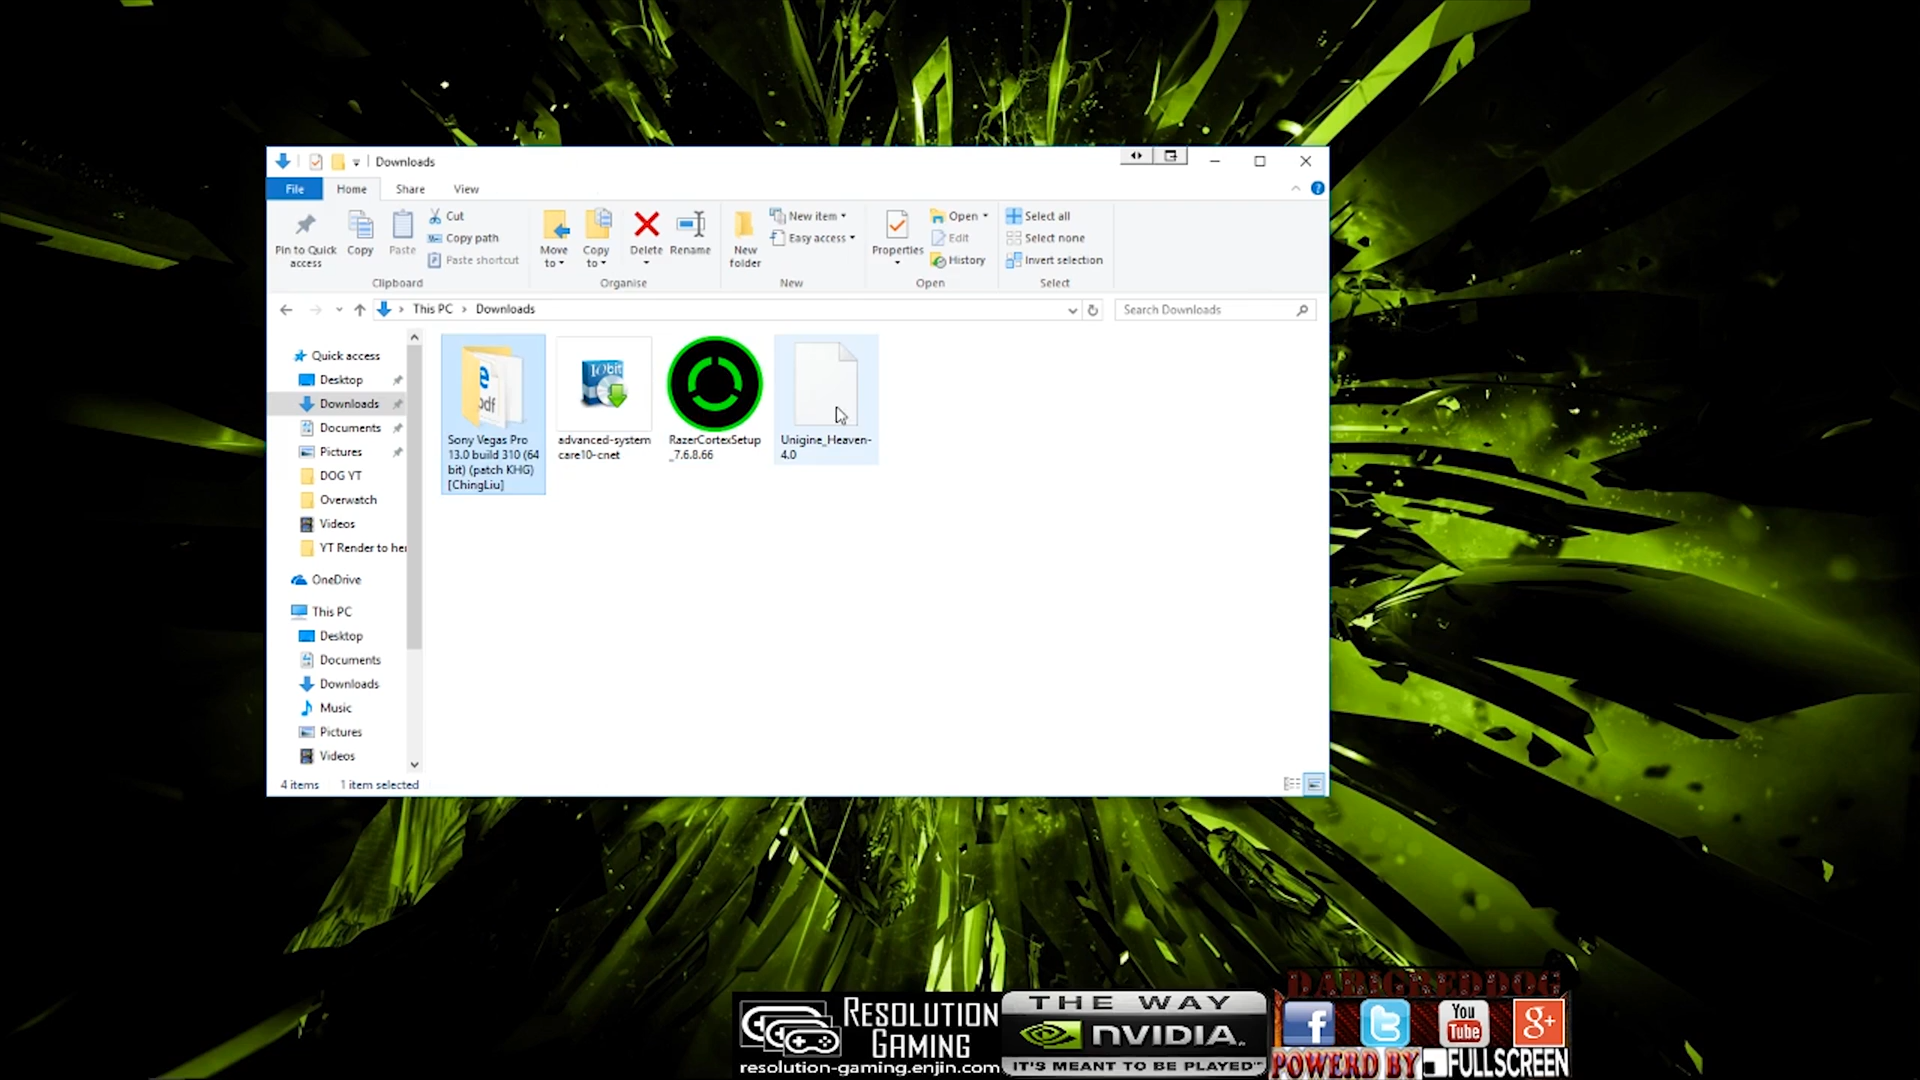 Downloads
File Home Share View
Pin to Quick access
Copy
Paste
Cut
Copy path
Paste shortcut
Clipboard
Move to
Copy to
Delete
Rename
Organise
New folder
New item
Easy access
New
Properties
Open
Edit
History
Open
Select all
Select none
Invert selection
Select
This PC > Downloads
Search Downloads
Quick access
Desktop
Downloads
Documents
Pictures
DOG YT
Overwatch
Videos
YT Render to her
OneDrive
This PC
Desktop
Documents
Downloads
Music
Pictures
Videos
IObit
e
pdf
Sony Vegas Pro
13.0 build 310 (64
bit) (patch KHG)
[ChingLiu]
advanced-system
care10-cnet
RazerCortexSetup
_7.6.8.66
Unigine_Heaven-
4.0
4 items 1 item selected
RESOLUTION
GAMING
resolution-gaming.enjin.com
THE WAY
NVIDIA.
IT'S MEANT TO BE PLAYED™
DABIGREDDOG
f
You
Tube
g+
POWERD BY FULLSCREEN